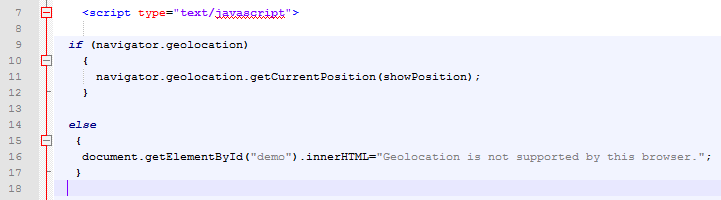 7 <script type="text/javascript">
8
9 if (navigator.geolocation)
10 {
11 navigator.geolocation.getCurrentPosition(showPosition);
12 }
13
14 else
15 {
16 document.getElementById("demo").innerHTML="Geolocation is not supported by this browser.";
17 }
18